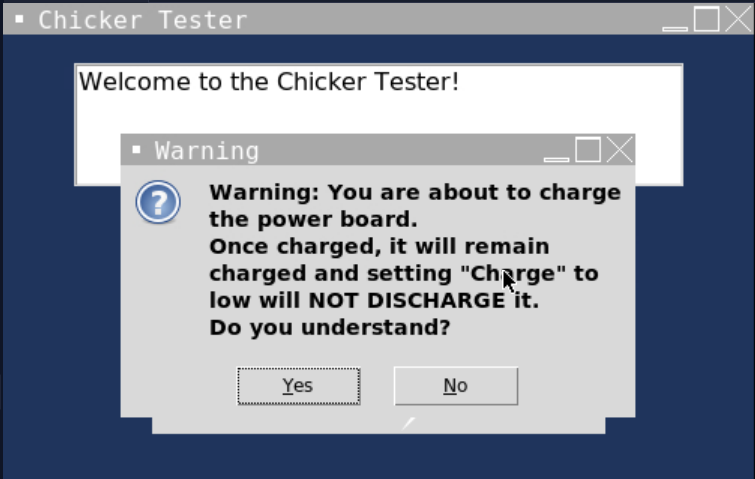 Chicker Tester
Welcome to the Chicker Tester!
Warning
Warning: You are about to charge
the power board.
Once charged, it will remain
charged and setting "Charge" to
low will NOT DISCHARGE it.
Do you understand?
Yes
No